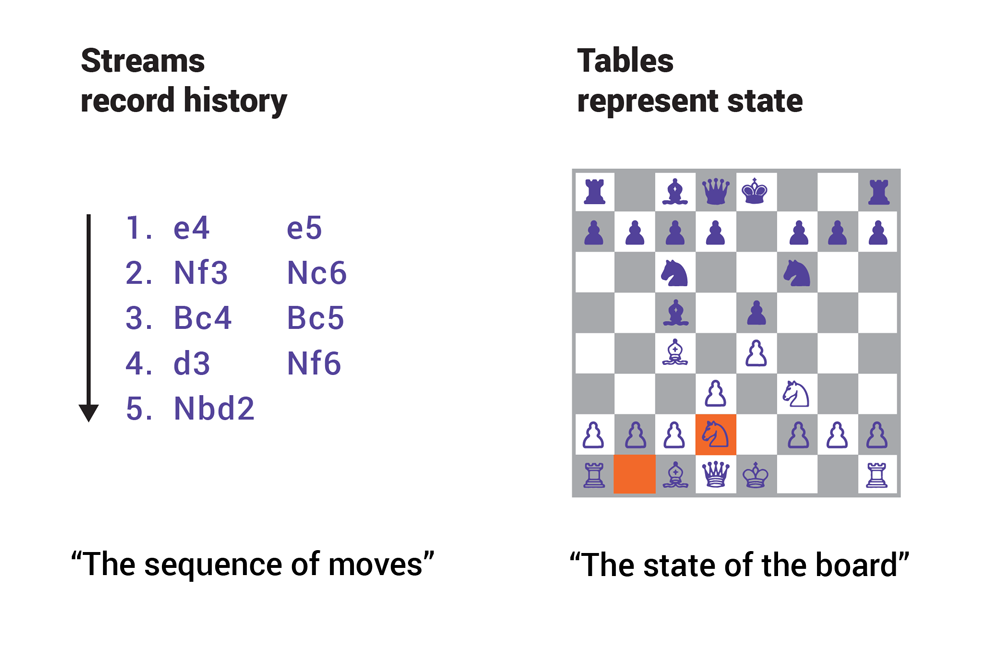 Streams
record history
1. e4 e5
2. Nf3 Nc6
3. Bc4 Bc5
4. d3 Nf6
5. Nbd2
“The sequence of moves”
Tables
represent state
“The state of the board”